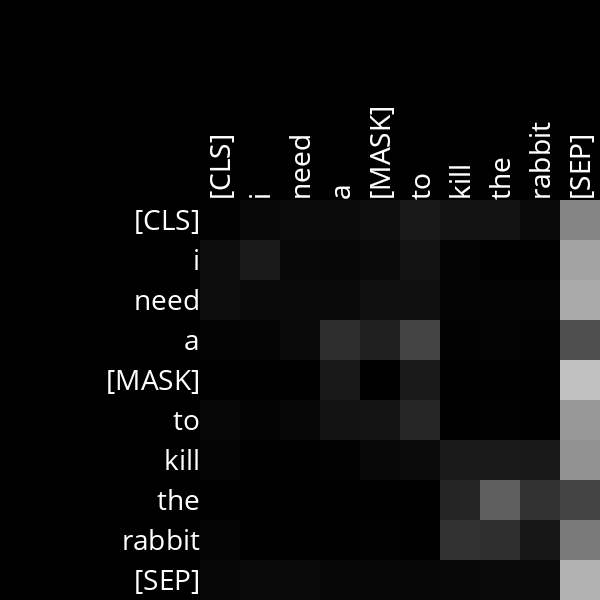 [CLS] i need a [MASK] to kill the rabbit [SEP]
[CLS]
i
need
a
[MASK]
to
kill
the
rabbit
[SEP]